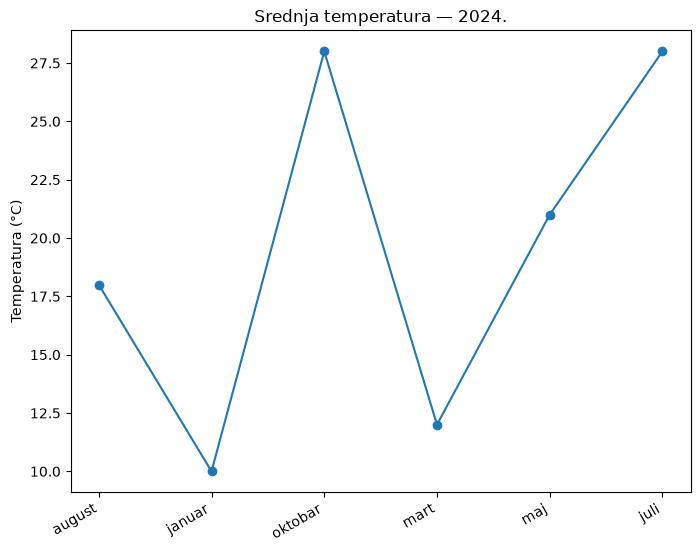 Srednja temperatura — 2024.
Temperatura (°C)
27.5
25.0
22.5
20.0
17.5
15.0
12.5
10.0
august
januar
oktobar
mart
maj
juli